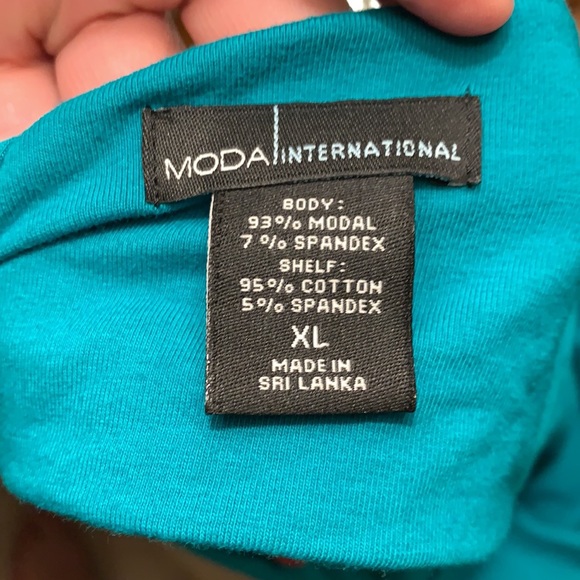 MODA INTERNATIONAL
BODY:
93% MODAL
7% SPANDEX
SHELF:
95% COTTON
5% SPANDEX
XL
MADE IN
SRI LANKA